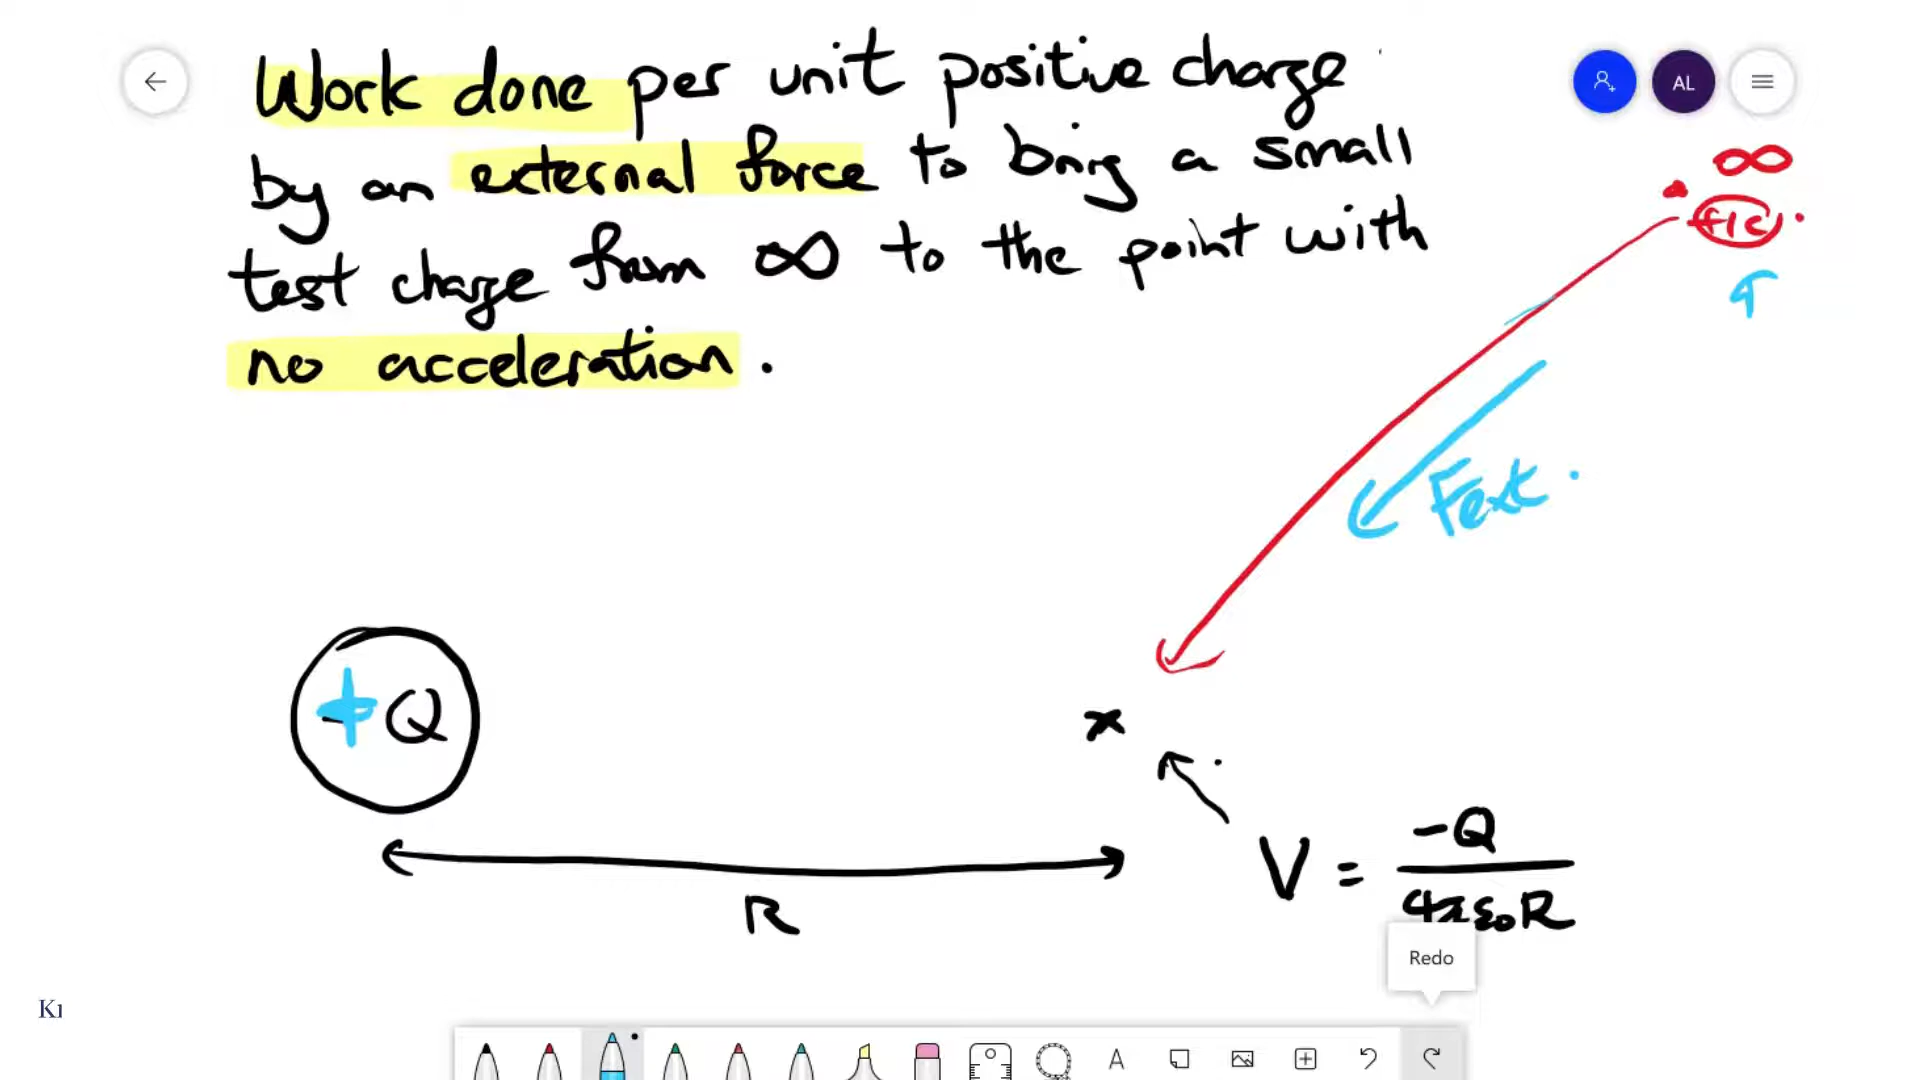 Work done per unit positive charge
by an external force to bring a small
test charge from ∞ to the point with
no acceleration.
AL
∞
+1C
Fext.
+Q
x
R
V = -Q / 4πε₀R
Redo
A